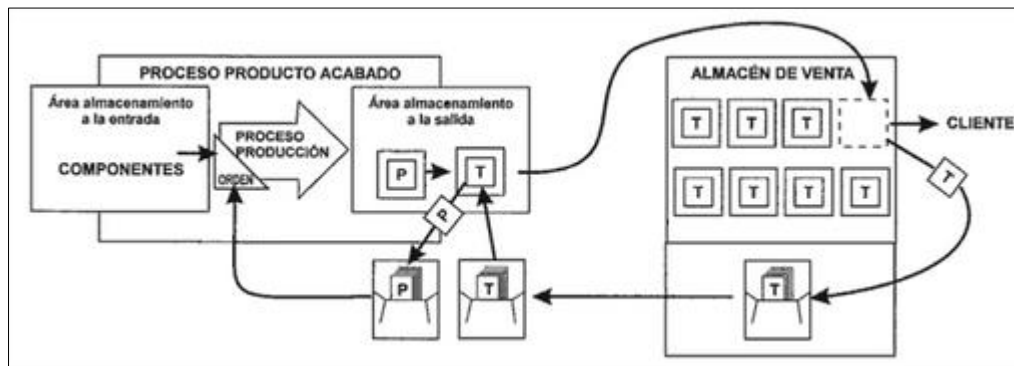 PROCESO PRODUCTO ACABADO
Área almacenamiento
a la entrada
COMPONENTES
PROCESO
PRODUCCIÓN
ORDEN
Área almacenamiento
a la salida
P
T
P
P
T
ALMACÉN DE VENTA
T
T
T
CLIENTE
T
T
T
T
T
T